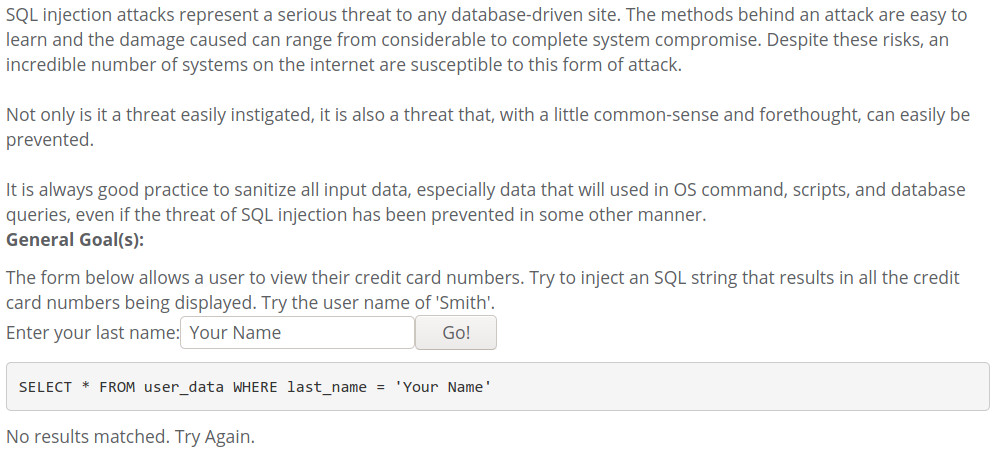 SQL injection attacks represent a serious threat to any database-driven site. The methods behind an attack are easy to
learn and the damage caused can range from considerable to complete system compromise. Despite these risks, an
incredible number of systems on the internet are susceptible to this form of attack.
Not only is it a threat easily instigated, it is also a threat that, with a little common-sense and forethought, can easily be
prevented.
It is always good practice to sanitize all input data, especially data that will used in OS command, scripts, and database
queries, even if the threat of SQL injection has been prevented in some other manner.
General Goal(s):
The form below allows a user to view their credit card numbers. Try to inject an SQL string that results in all the credit
card numbers being displayed. Try the user name of 'Smith'.
Enter your last name: Your Name Go!
SELECT * FROM user_data WHERE last_name = 'Your Name'
No results matched. Try Again.